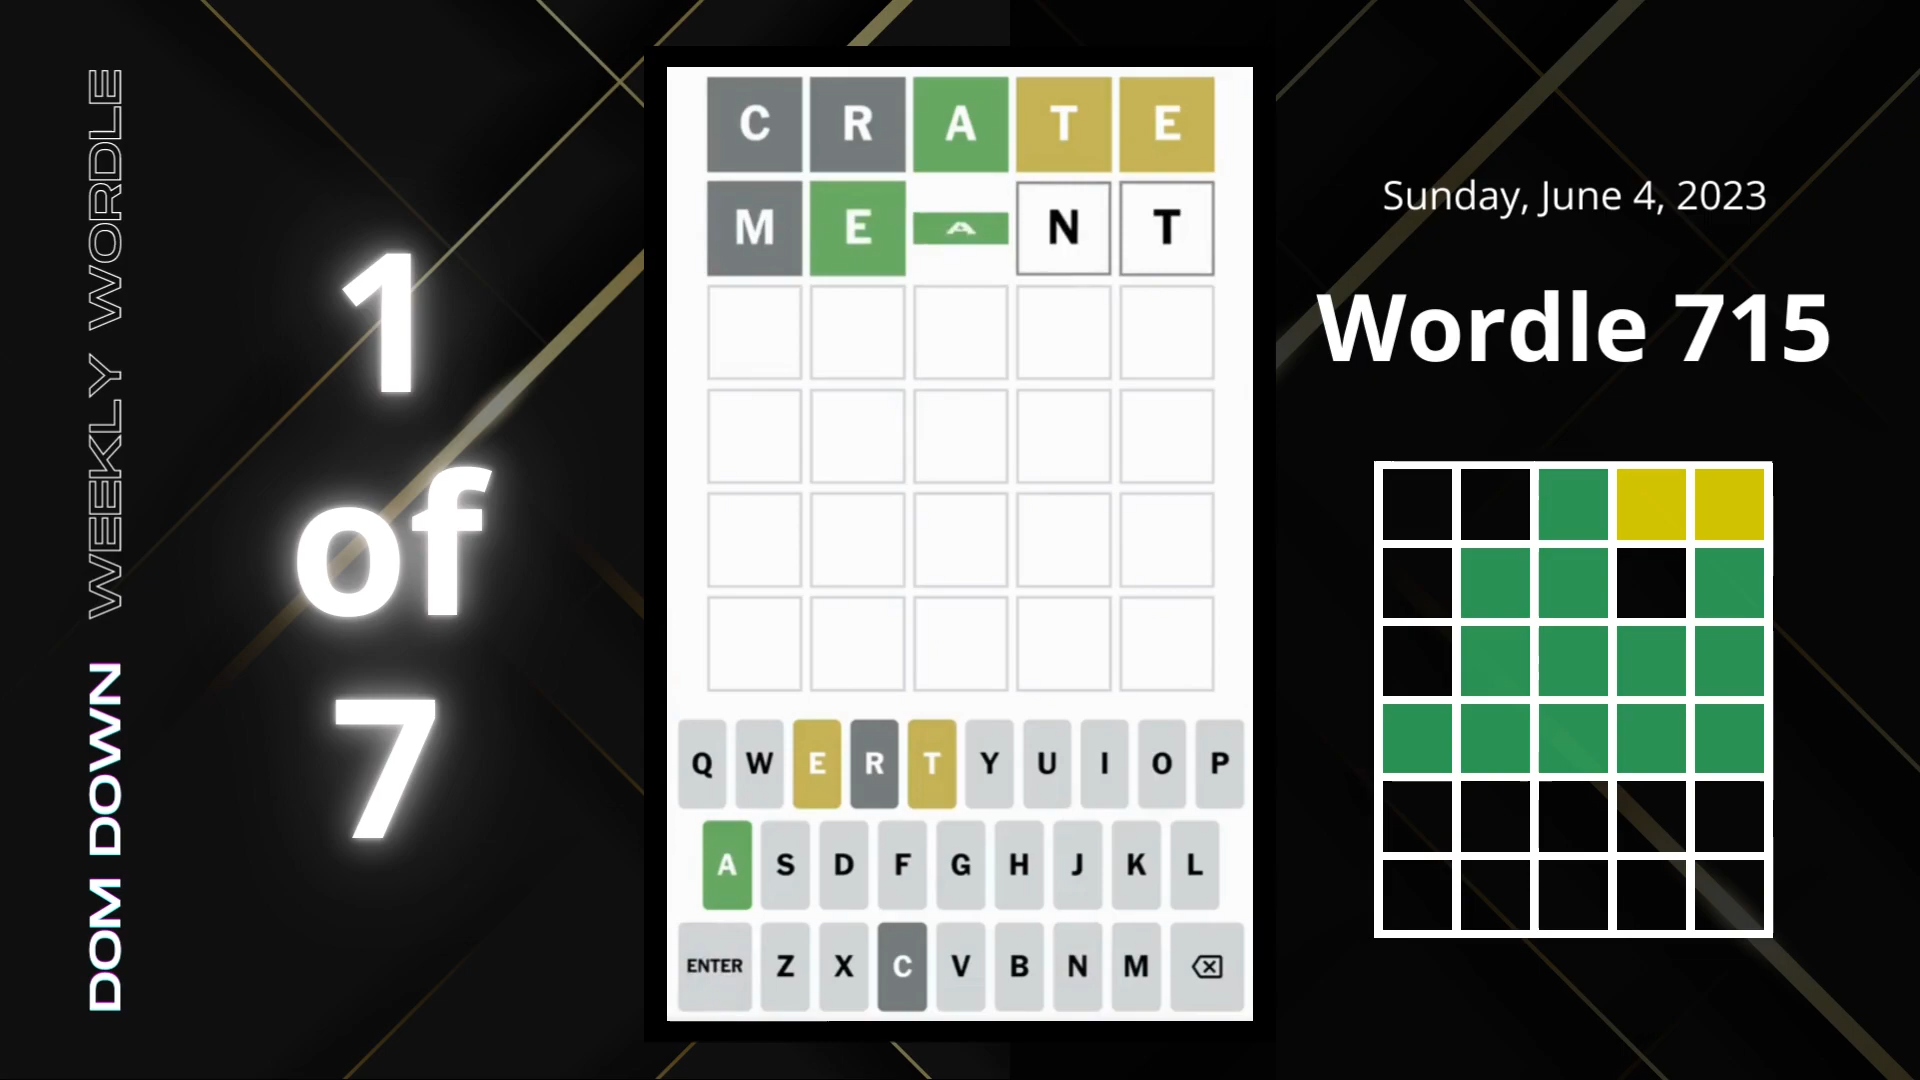 DOM DOWN WEEKLY WORDLE
1
of
7
C R A T E
M E A N T
Q W E R T Y U I O P
A S D F G H J K L
ENTER Z X C V B N M
Sunday, June 4, 2023
Wordle 715